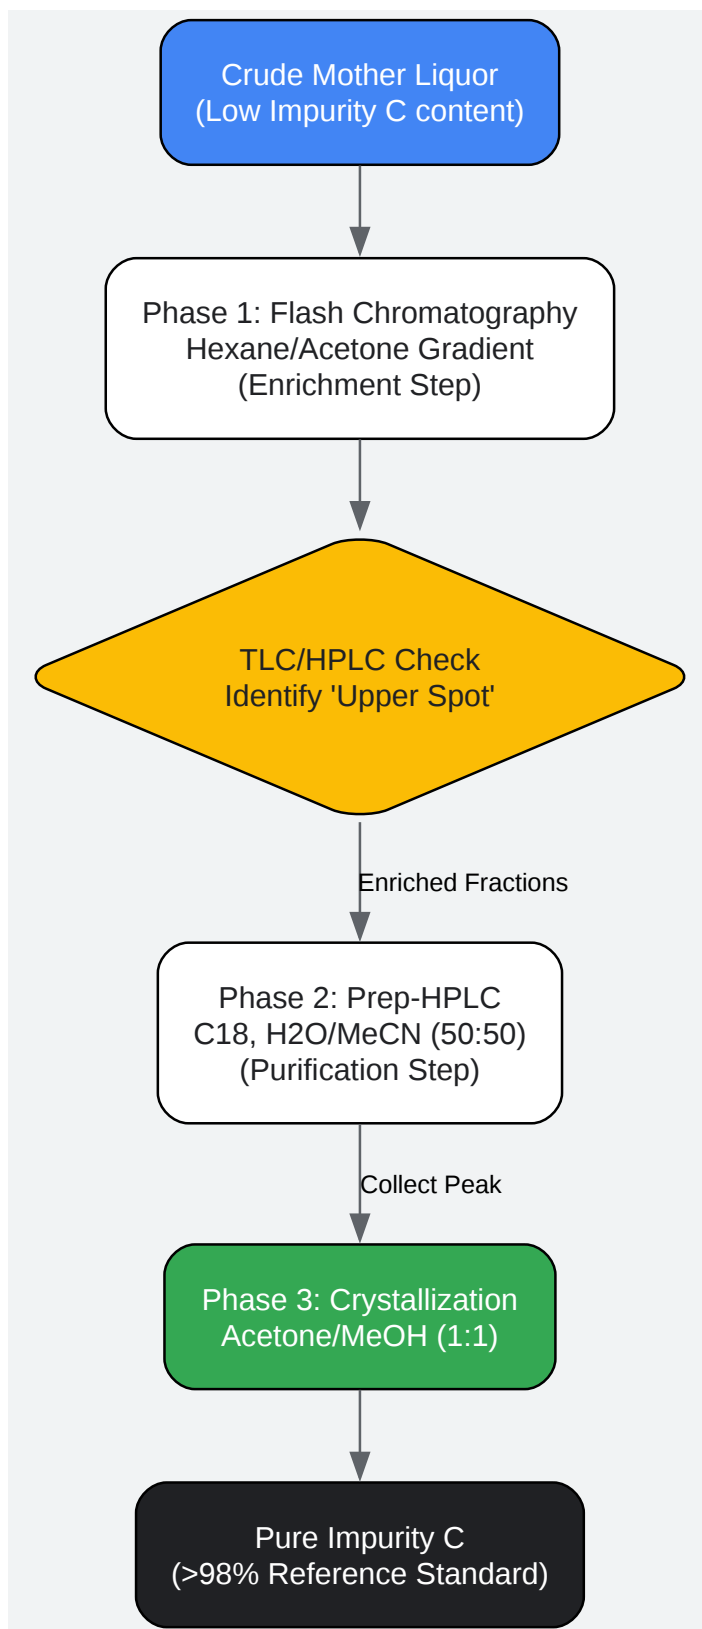 Crude Mother Liquor
(Low Impurity C content)
Phase 1: Flash Chromatography
Hexane/Acetone Gradient
(Enrichment Step)
TLC/HPLC Check
Identify 'Upper Spot'
Enriched Fractions
Phase 2: Prep-HPLC
C18, H2O/MeCN (50:50)
(Purification Step)
Collect Peak
Phase 3: Crystallization
Acetone/MeOH (1:1)
Pure Impurity C
(>98% Reference Standard)